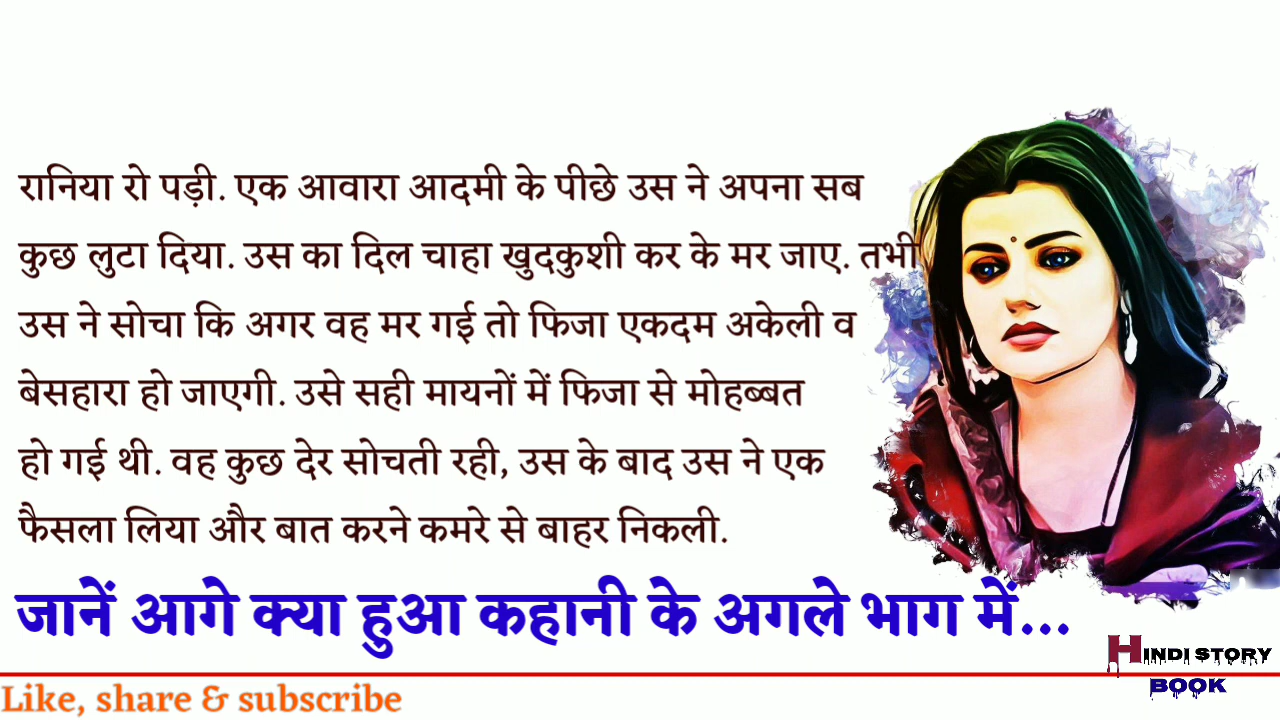 रानिया रो पड़ी. एक आवारा आदमी के पीछे उस ने अपना सब
कुछ लुटा दिया. उस का दिल चाहा खुदकुशी कर के मर जाए. तभी
उस ने सोचा कि अगर वह मर गई तो फिजा एकदम अकेली व
बेसहारा हो जाएगी. उसे सही मायनों में फिजा से मोहब्बत
हो गई थी. वह कुछ देर सोचती रही, उस के बाद उस ने एक
फैसला लिया और बात करने कमरे से बाहर निकली.
जानें आगे क्या हुआ कहानी के अगले भाग में...
HINDI STORY
BOOK
Like, share & subscribe